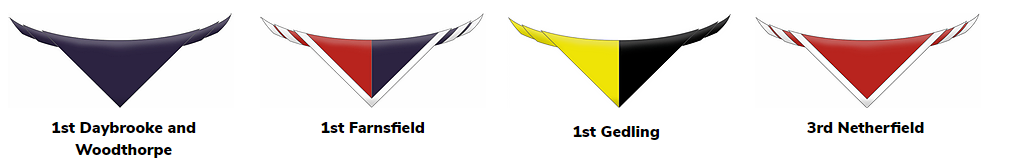 1st Daybrooke and
Woodthorpe
1st Farnsfield
1st Gedling
3rd Netherfield